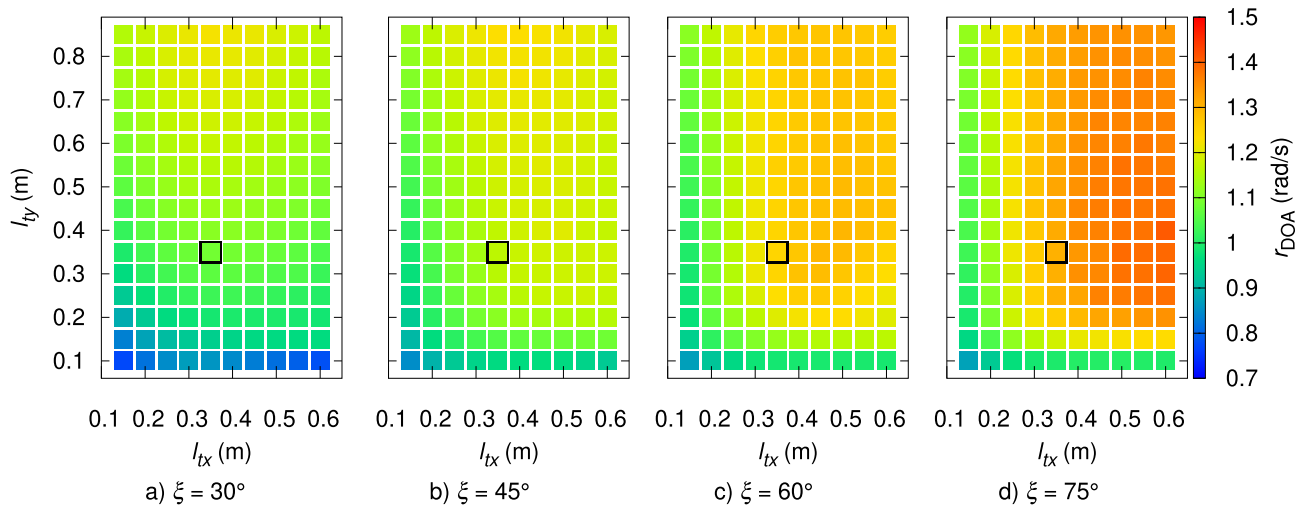 l_ty (m)
0.8
0.7
0.6
0.5
0.4
0.3
0.2
0.1
0.1 0.2 0.3 0.4 0.5 0.6
l_tx (m)
a) ξ = 30°
0.1 0.2 0.3 0.4 0.5 0.6
l_tx (m)
b) ξ = 45°
0.1 0.2 0.3 0.4 0.5 0.6
l_tx (m)
c) ξ = 60°
0.1 0.2 0.3 0.4 0.5 0.6
l_tx (m)
d) ξ = 75°
1.5
1.4
1.3
1.2
1.1
1
0.9
0.8
0.7
r_DOA (rad/s)